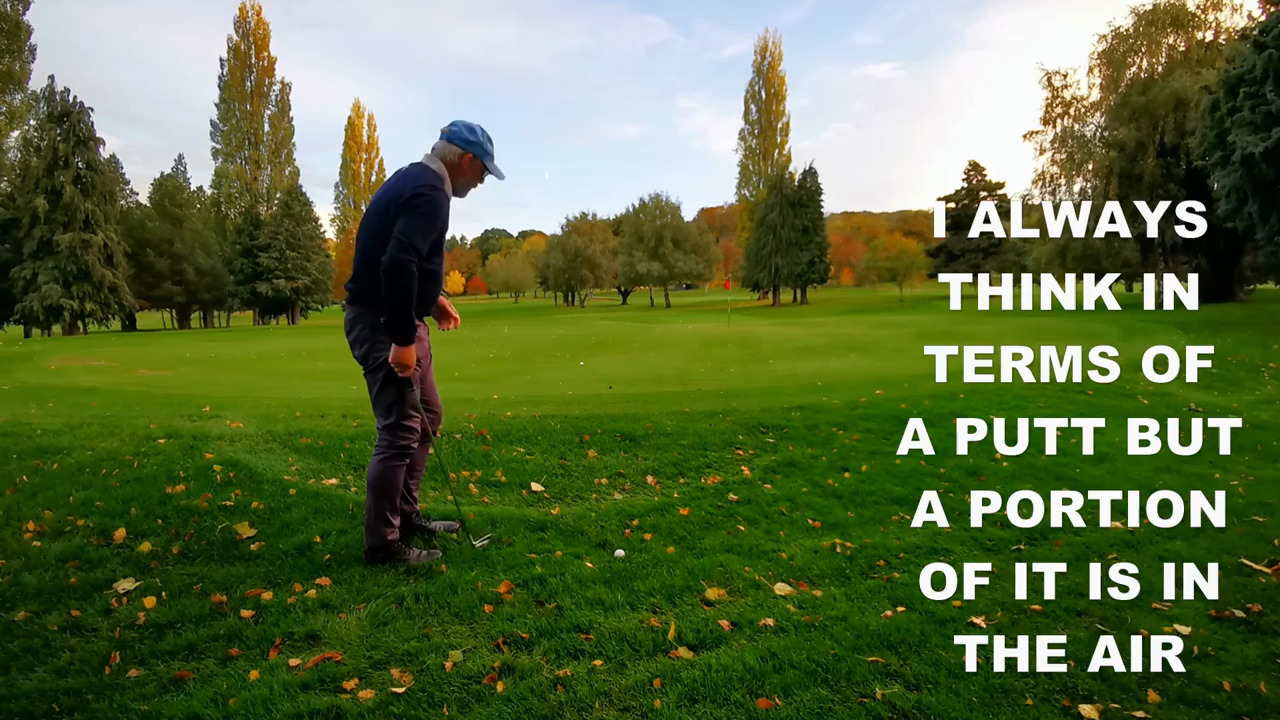 I ALWAYS
THINK IN
TERMS OF
A PUTT BUT
A PORTION
OF IT IS IN
THE AIR